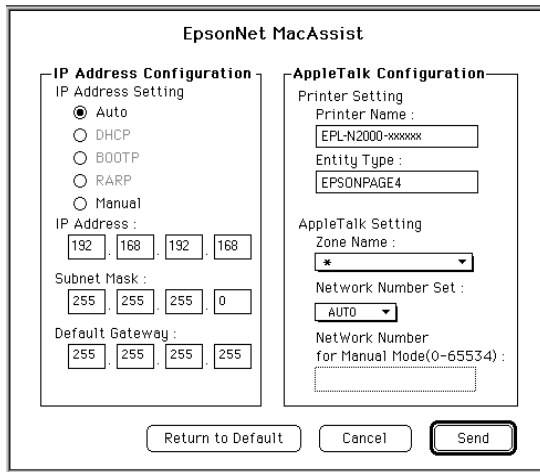 EpsonNet MacAssist
IP Address Configuration
IP Address Setting
Auto
DHCP
BOOTP
RARP
Manual
IP Address :
192 . 168 . 192 . 168
Subnet Mask :
255 . 255 . 255 . 0
Default Gateway :
255 . 255 . 255 . 255
AppleTalk Configuration
Printer Setting
Printer Name :
EPL-N2000-xxxxxx
Entity Type :
EPSONPAGE4
AppleTalk Setting
Zone Name :
*
Network Number Set :
AUTO
NetWork Number
for Manual Mode(0-65534) :
Return to Default
Cancel
Send